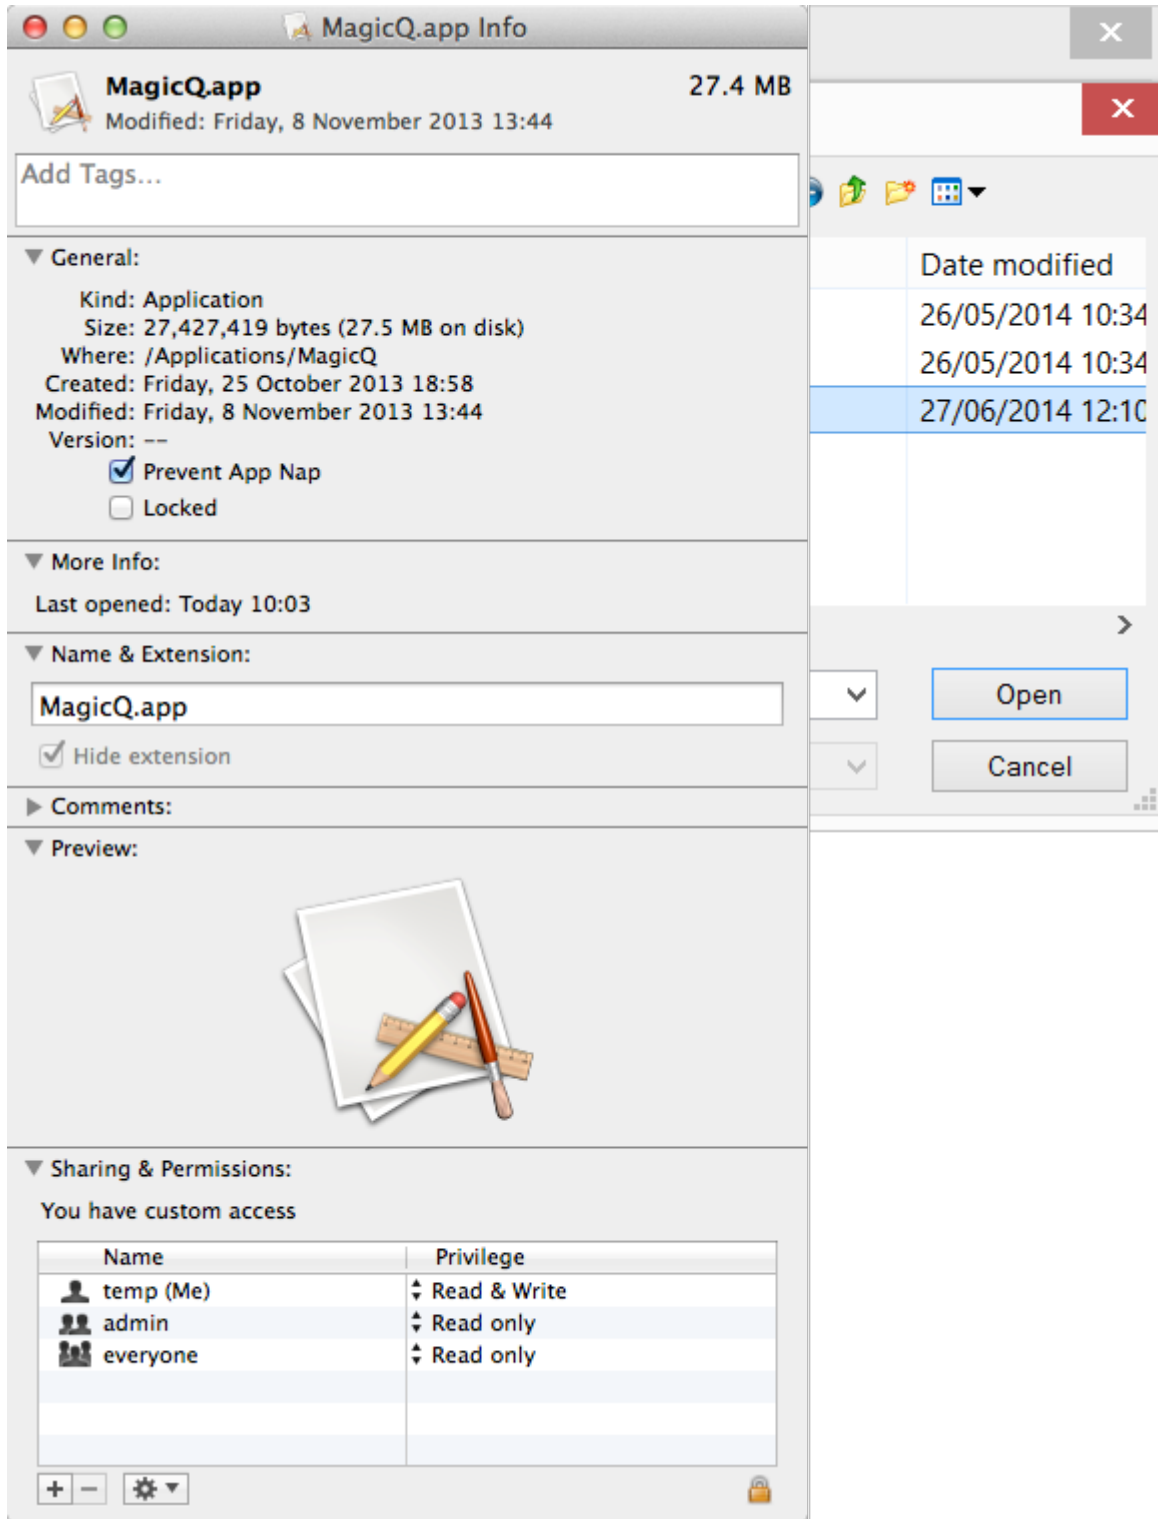 MagicQ.app Info
MagicQ.app 27.4 MB
Modified: Friday, 8 November 2013 13:44
Add Tags...
General:
Kind: Application
Size: 27,427,419 bytes (27.5 MB on disk)
Where: /Applications/MagicQ
Created: Friday, 25 October 2013 18:58
Modified: Friday, 8 November 2013 13:44
Version: --
Prevent App Nap
Locked
More Info:
Last opened: Today 10:03
Name & Extension:
MagicQ.app
Hide extension
Comments:
Preview:
Sharing & Permissions:
You have custom access
Name Privilege
temp (Me) Read & Write
admin Read only
everyone Read only
Date modified
26/05/2014 10:34
26/05/2014 10:34
27/06/2014 12:10
Open
Cancel